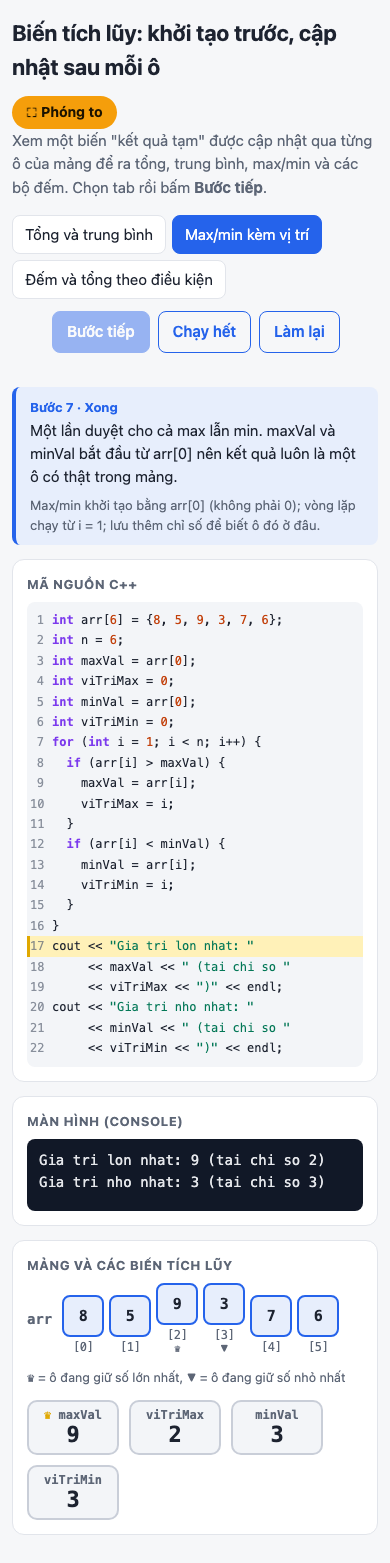 Biến tích lũy: khởi tạo trước, cập
nhật sau mỗi ô
⛶ Phóng to
Xem một biến "kết quả tạm" được cập nhật qua từng
ô của mảng để ra tổng, trung bình, max/min và các
bộ đếm. Chọn tab rồi bấm Bước tiếp.
Tổng và trung bình
Max/min kèm vị trí
Đếm và tổng theo điều kiện
Bước tiếp
Chạy hết
Làm lại
Bước 7 · Xong
Một lần duyệt cho cả max lẫn min. maxVal và
minVal bắt đầu từ arr[0] nên kết quả luôn là một
ô có thật trong mảng.
Max/min khởi tạo bằng arr[0] (không phải 0); vòng lặp
chạy từ i = 1; lưu thêm chỉ số để biết ô đó ở đâu.
MÃ NGUỒN C++
1 int arr[6] = {8, 5, 9, 3, 7, 6};
2 int n = 6;
3 int maxVal = arr[0];
4 int viTriMax = 0;
5 int minVal = arr[0];
6 int viTriMin = 0;
7 for (int i = 1; i < n; i++) {
8   if (arr[i] > maxVal) {
9     maxVal = arr[i];
10     viTriMax = i;
11   }
12   if (arr[i] < minVal) {
13     minVal = arr[i];
14     viTriMin = i;
15   }
16 }
17 cout << "Gia tri lon nhat: "
18      << maxVal << " (tai chi so "
19      << viTriMax << ")" << endl;
20 cout << "Gia tri nho nhat: "
21      << minVal << " (tai chi so "
22      << viTriMin << ")" << endl;
MÀN HÌNH (CONSOLE)
Gia tri lon nhat: 9 (tai chi so 2)
Gia tri nho nhat: 3 (tai chi so 3)
MẢNG VÀ CÁC BIẾN TÍCH LŨY
arr 8 5 9 3 7 6
[0] [1] [2] [3] [4] [5]
♛ ▼
♛ = ô đang giữ số lớn nhất, ▼ = ô đang giữ số nhỏ nhất
♛ maxVal
9
viTriMax
2
minVal
3
viTriMin
3